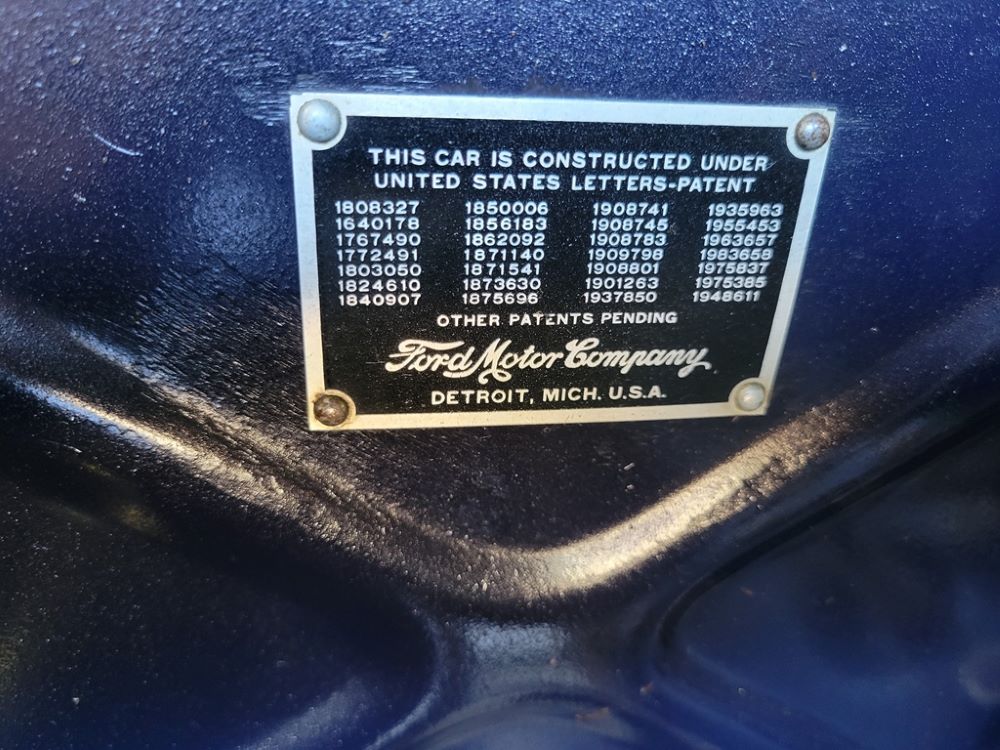 THIS CAR IS CONSTRUCTED UNDER
UNITED STATES LETTERS-PATENT
1808327 1850006 1908741 1935963
1640178 1856183 1908745 1955453
1767490 1862092 1908783 1963657
1772491 1871140 1909798 1983658
1803050 1871541 1908801 1975837
1824610 1873630 1901263 1975385
1840907 1875696 1937850 1948611
OTHER PATENTS PENDING
Ford Motor Company
DETROIT, MICH. U.S.A.